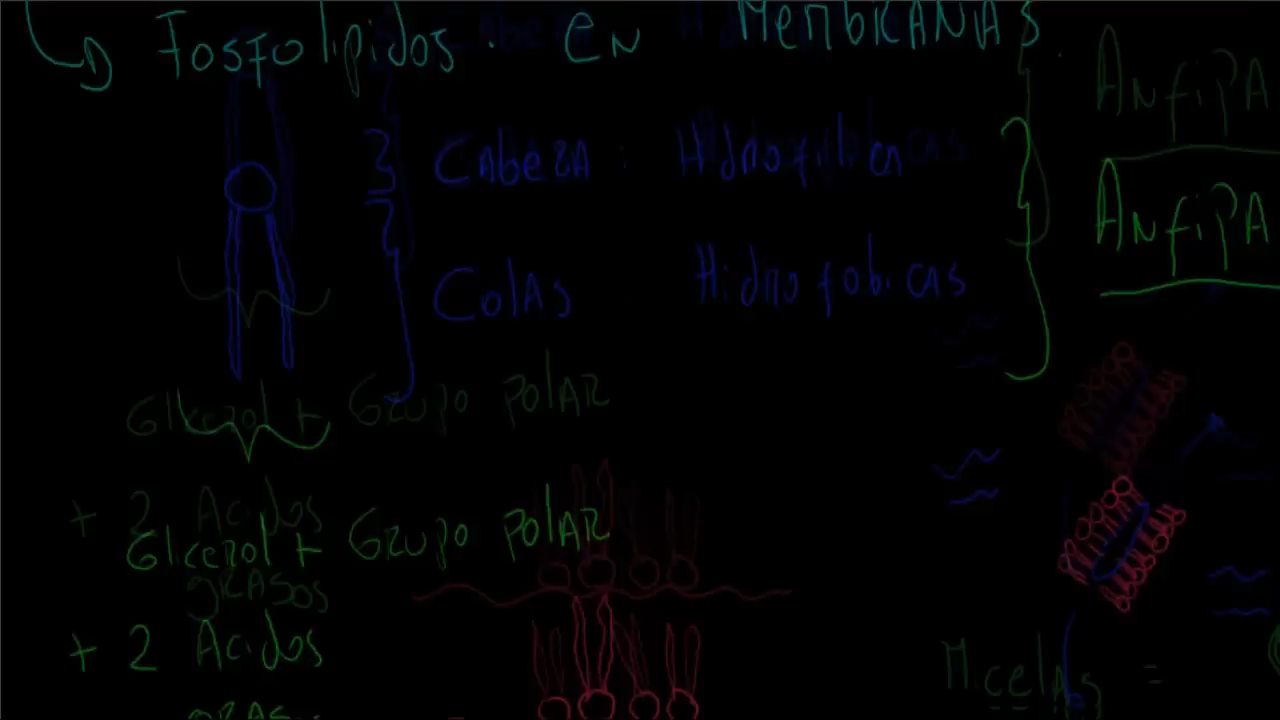 Fosfolipidos en Membranas
Cabeza : Hidrofilicas
Anfipa
Anfipa
Colas Hidrofobicas
Glicerol + Grupo polar
+ 2 Acidos
Glicerol + Grupo polar
grasos
+ 2 Acidos
Micelas =
grasos